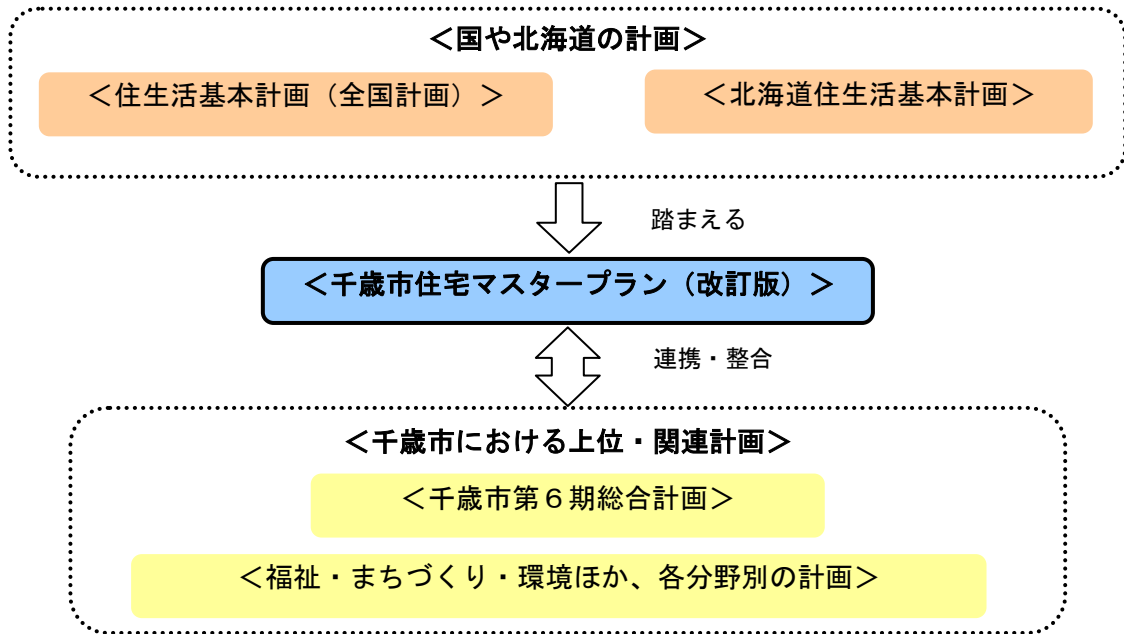 ＜国や北海道の計画＞
＜住生活基本計画（全国計画）＞
＜北海道住生活基本計画＞
踏まえる
＜千歳市住宅マスタープラン（改訂版）＞
連携・整合
＜千歳市における上位・関連計画＞
＜千歳市第６期総合計画＞
＜福祉・まちづくり・環境ほか、各分野別の計画＞